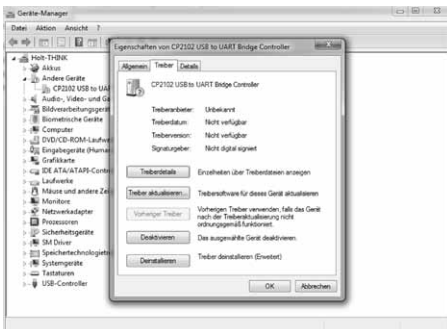 Geräte-Manager
Datei Aktion Ansicht ?
Holt-THINK
Akkus
Andere Geräte
CP2102 USB to UA
Audio-, Video- und Ga
Bildverarbeitungsgerät
Biometrische Geräte
Computer
DVD/CD-ROM-Laufwe
Eingabegeräte (Human
Grafikkarte
IDE ATA/ATAPI-Contr
Laufwerke
Mäuse und andere Zei
Monitore
Netzwerkadapter
Prozessoren
Sicherheitsgeräte
SM Driver
Speichertechnologietr
Systemgeräte
Tastaturen
USB-Controller
Eigenschaften von CP2102 USB to UART Bridge Controller
Allgemein Treiber Details
CP2102 USB to UART Bridge Controller
Treiberanbieter: Unbekannt
Treiberdatum: Nicht verfügbar
Treiberversion: Nicht verfügbar
Signaturgeber: Nicht digital signiert
Treiberdetails Einzelheiten über Treiberdateien anzeigen
Treiber aktualisieren... Treibersoftware für dieses Gerät aktualisieren
Vorheriger Treiber Vorherigen Treiber verwenden, falls das Gerät
nach der Treiberaktualisierung nicht
ordnungsgemäß funktioniert.
Deaktivieren Das ausgewählte Gerät deaktivieren.
Deinstallieren Treiber deinstallieren (Erweitert)
OK Abbrechen